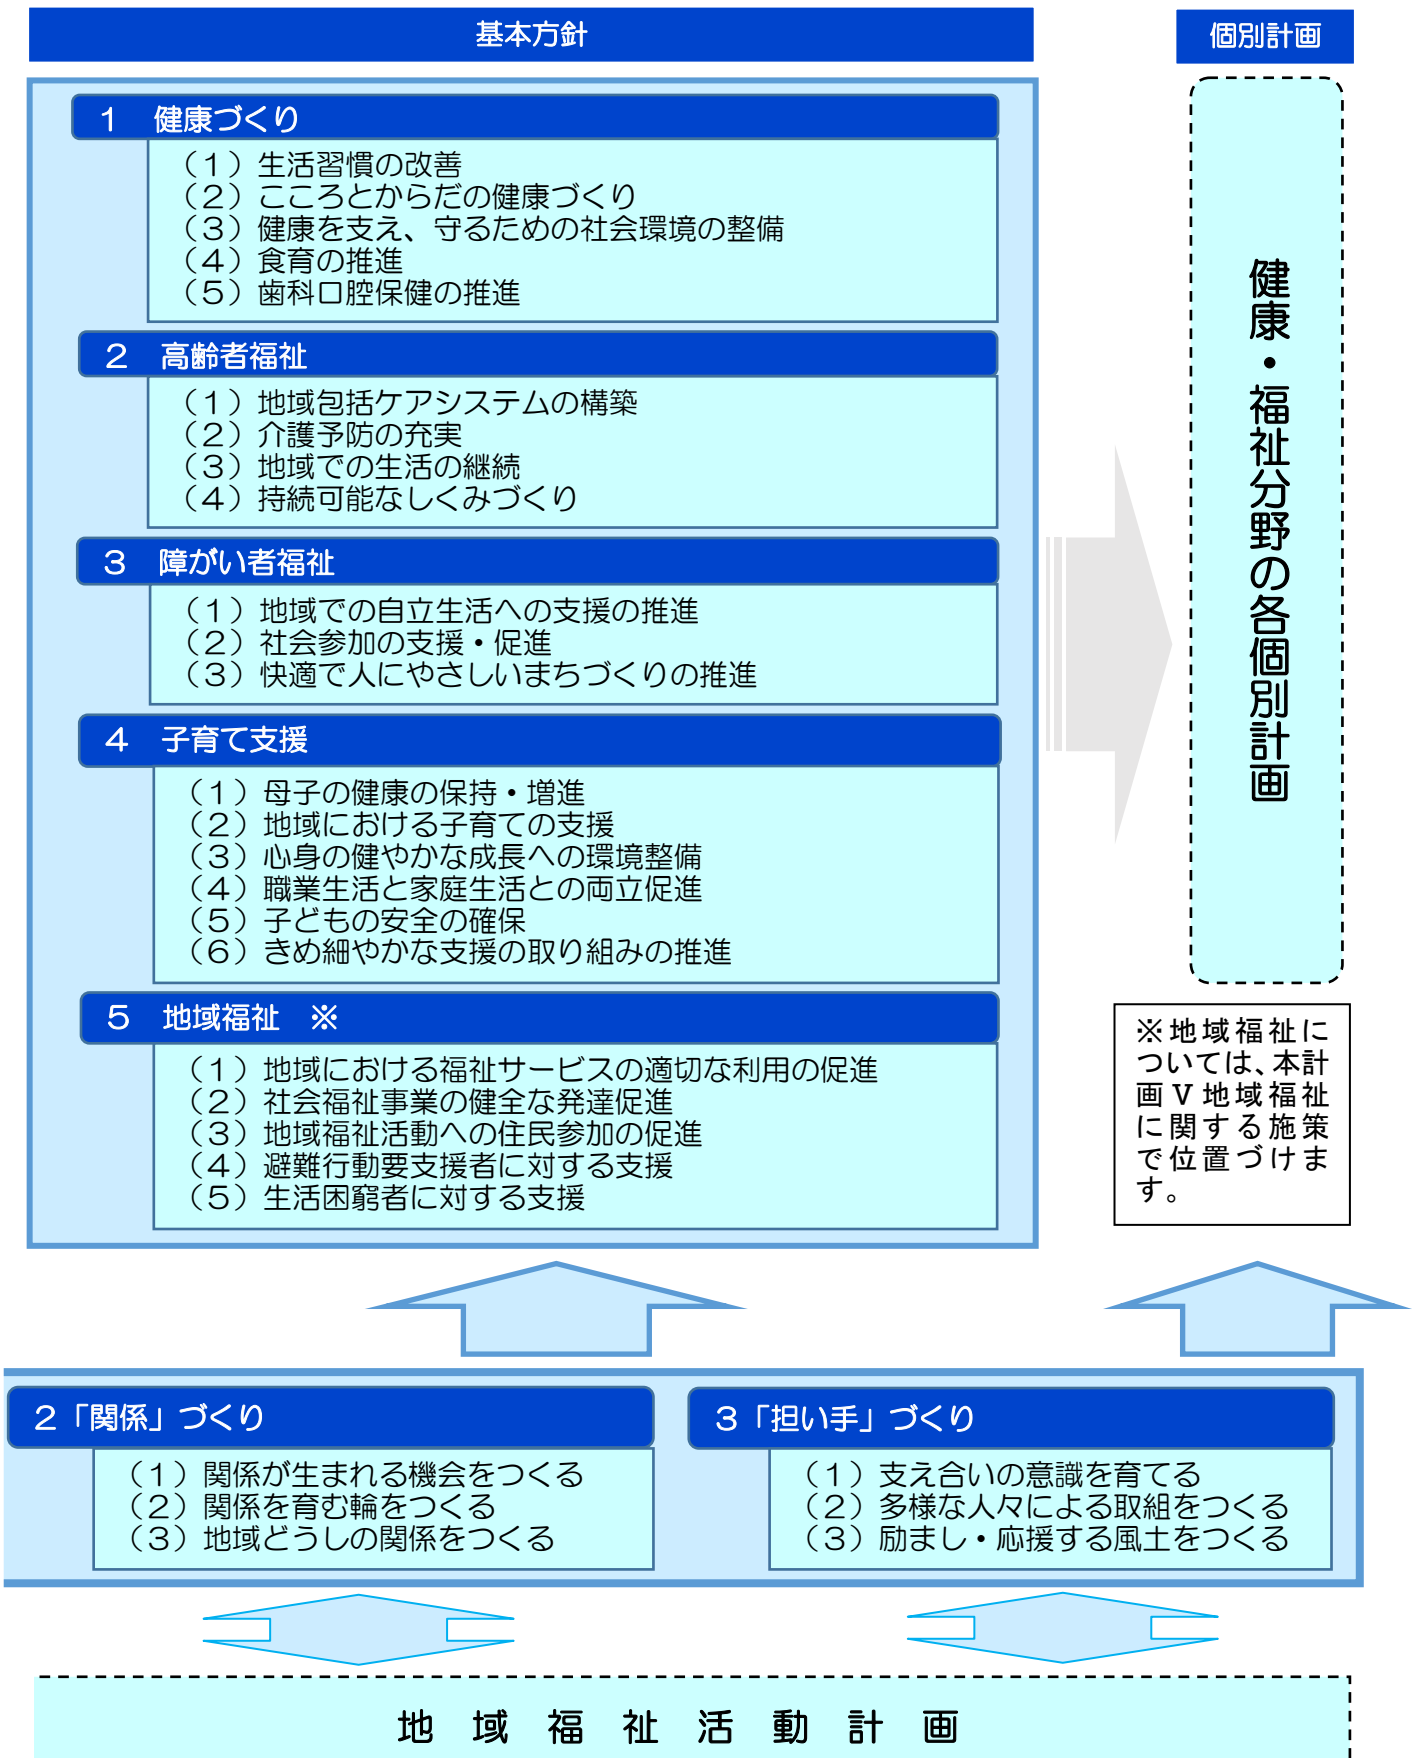 基本方針
個別計画
1 健康づくり
（1）生活習慣の改善
（2）こころとからだの健康づくり
（3）健康を支え、守るための社会環境の整備
（4）食育の推進
（5）歯科口腔保健の推進
2 高齢者福祉
（1）地域包括ケアシステムの構築
（2）介護予防の充実
（3）地域での生活の継続
（4）持続可能なしくみづくり
3 障がい者福祉
（1）地域での自立生活への支援の推進
（2）社会参加の支援・促進
（3）快適で人にやさしいまちづくりの推進
4 子育て支援
（1）母子の健康の保持・増進
（2）地域における子育ての支援
（3）心身の健やかな成長への環境整備
（4）職業生活と家庭生活との両立促進
（5）子どもの安全の確保
（6）きめ細やかな支援の取り組みの推進
5 地域福祉 ※
（1）地域における福祉サービスの適切な利用の促進
（2）社会福祉事業の健全な発達促進
（3）地域福祉活動への住民参加の促進
（4）避難行動要支援者に対する支援
（5）生活困窮者に対する支援
健康・福祉分野の各個別計画
※地域福祉に
ついては、本計
画Ⅴ地域福祉
に関する施策
で位置づけま
す。
2「関係」づくり
（1）関係が生まれる機会をつくる
（2）関係を育む輪をつくる
（3）地域どうしの関係をつくる
3「担い手」づくり
（1）支え合いの意識を育てる
（2）多様な人々による取組をつくる
（3）励まし・応援する風土をつくる
地域福祉活動計画